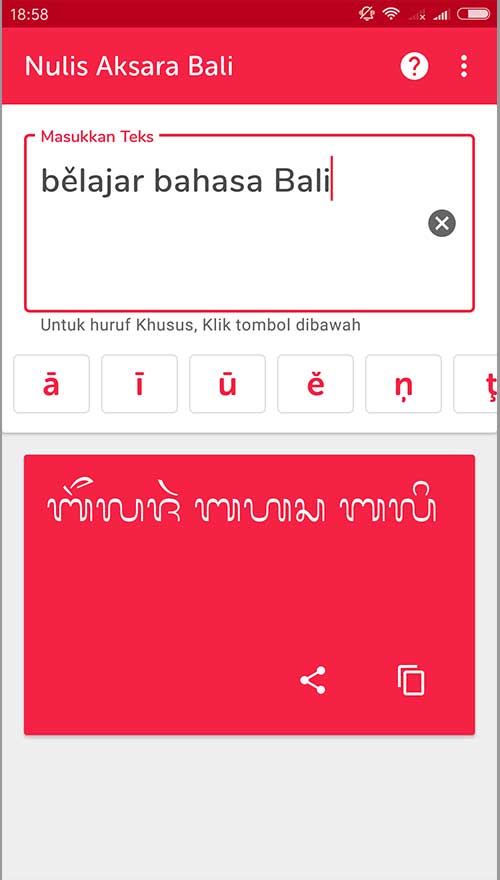 18:58
Nulis Aksara Bali
Masukkan Teks
bělajar bahasa Bali
Untuk huruf Khusus, Klik tombol dibawah
ā ī ū ě ņ ţ
ᬩᭂᬮᬚᬃ ᬩᬳᬲ ᬩᬮᬶ